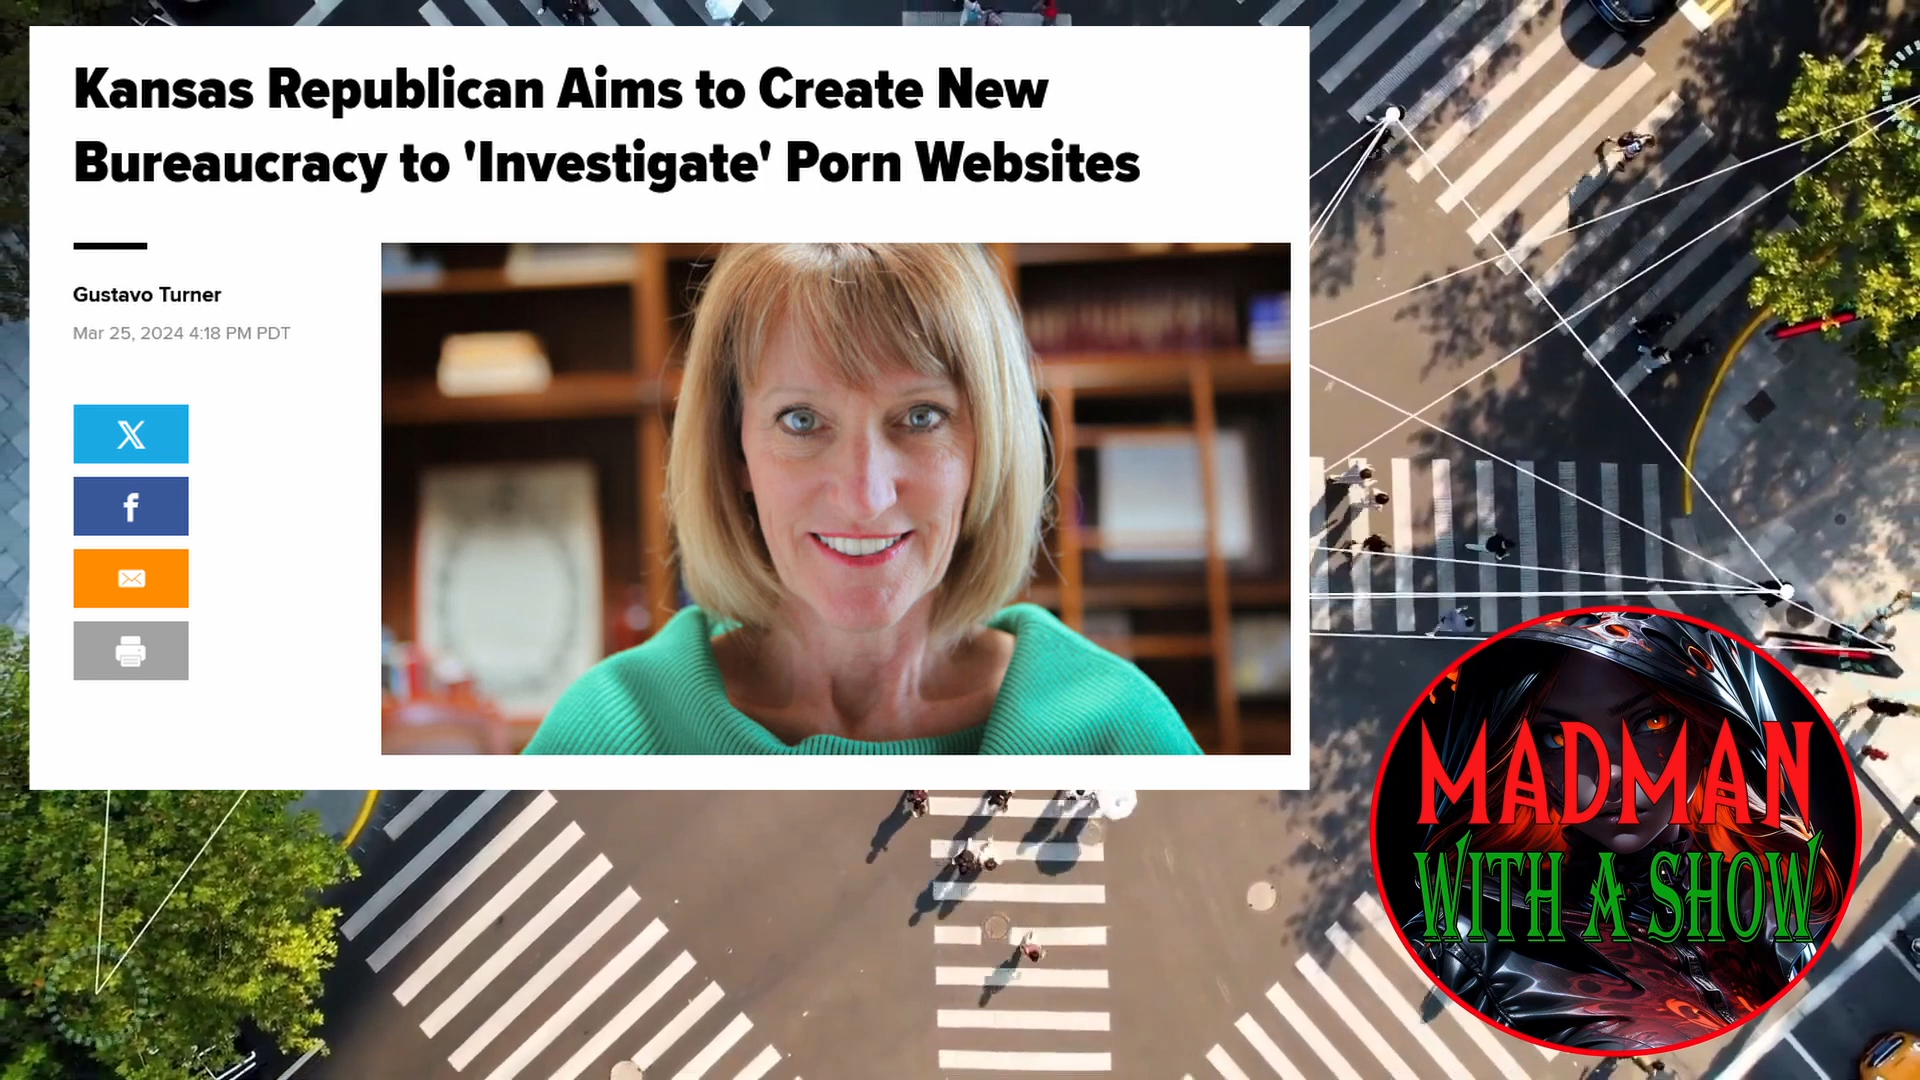 Kansas Republican Aims to Create New
Bureaucracy to 'Investigate' Porn Websites
Gustavo Turner
Mar 25, 2024 4:18 PM PDT
MADMAN
WITH A SHOW